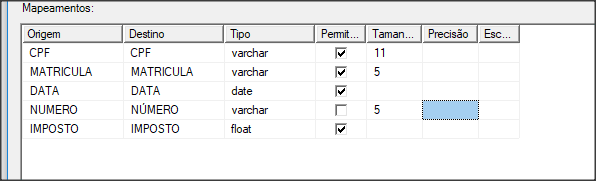 Mapeamentos:
Origem Destino Tipo Permit... Taman... Precisão Esc...
CPF CPF varchar 11
MATRICULA MATRICULA varchar 5
DATA DATA date
NUMERO NÚMERO varchar 5
IMPOSTO IMPOSTO float